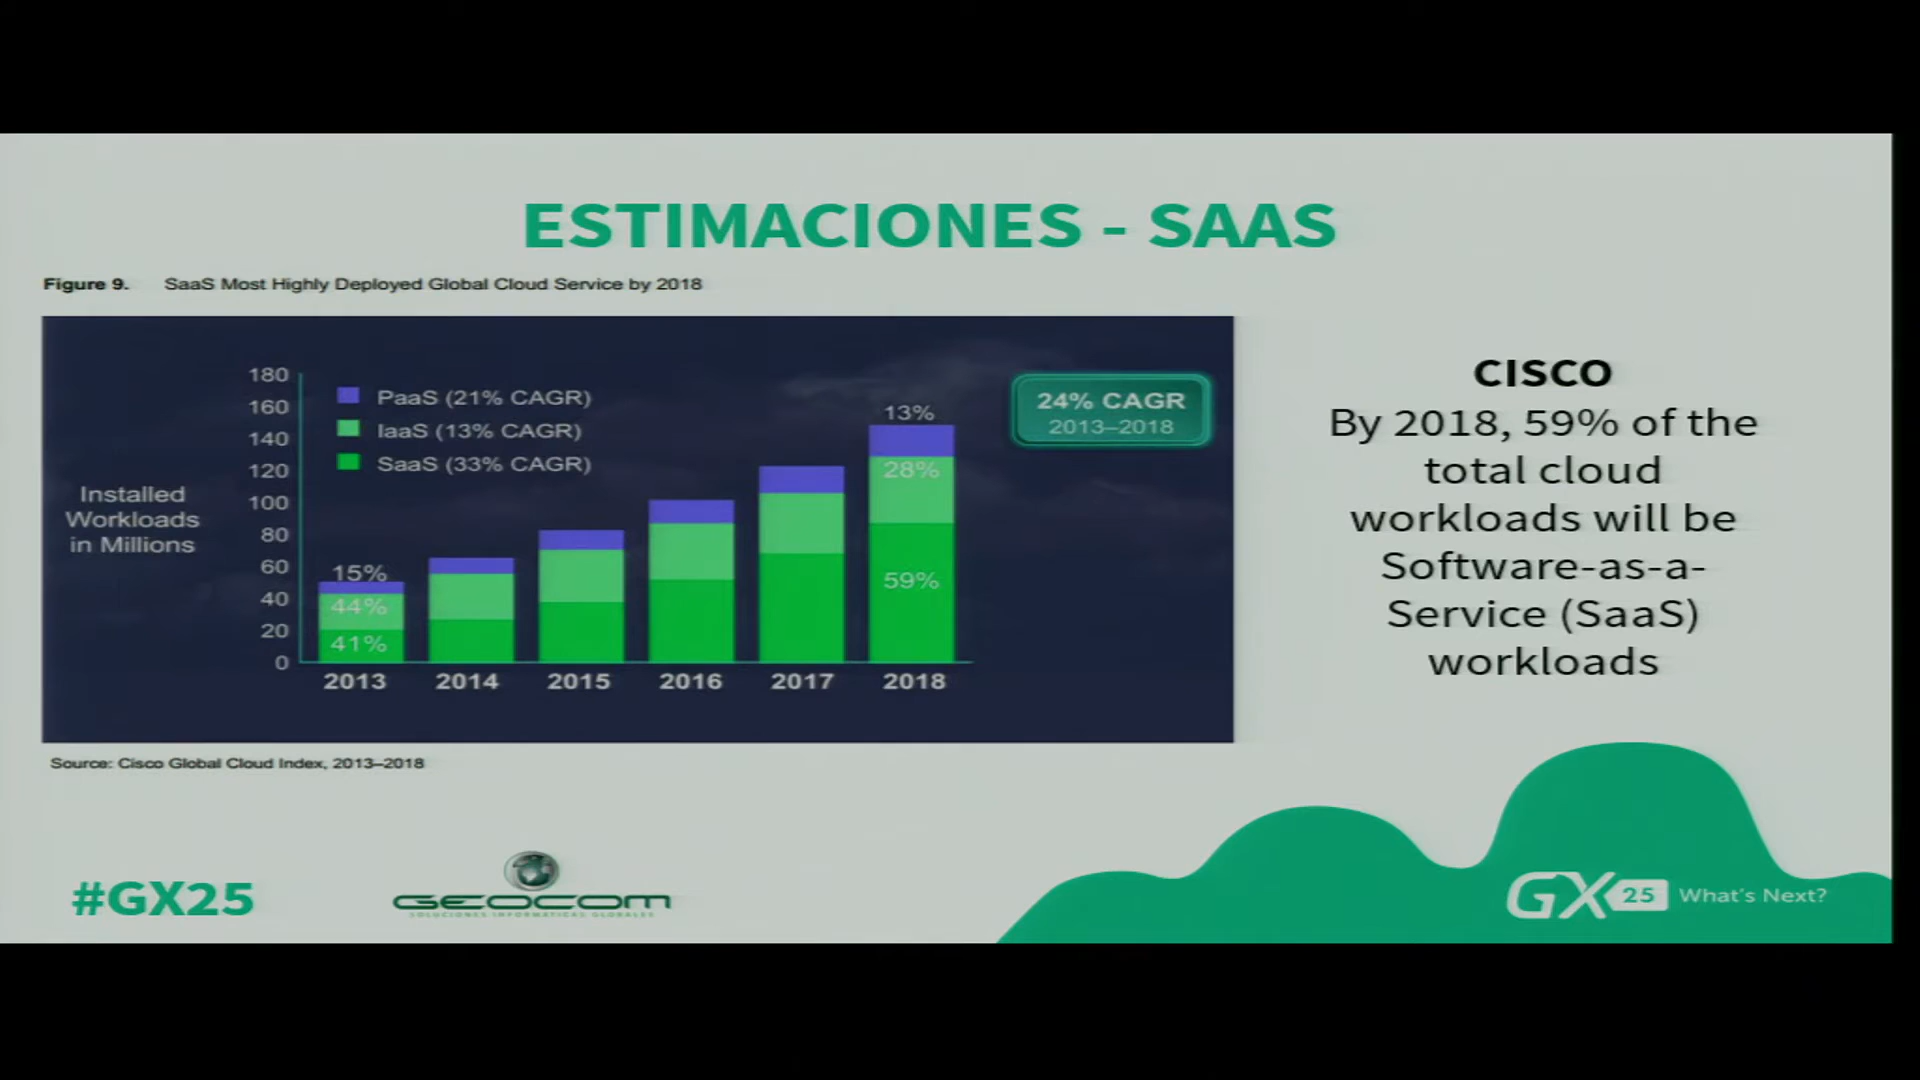 ESTIMACIONES - SAAS
Figure 9. SaaS Most Highly Deployed Global Cloud Service by 2018
180
160
140
120
100
80
60
40
20
0
Installed
Workloads
in Millions
PaaS (21% CAGR)
IaaS (13% CAGR)
SaaS (33% CAGR)
15%
44%
41%
13%
28%
59%
2013 2014 2015 2016 2017 2018
24% CAGR
2013–2018
Source: Cisco Global Cloud Index, 2013–2018
CISCO
By 2018, 59% of the
total cloud
workloads will be
Software-as-a-
Service (SaaS)
workloads
#GX25
GEOCOM
SOLUCIONES INFORMÁTICAS GLOBALES
GX 25 What's Next?